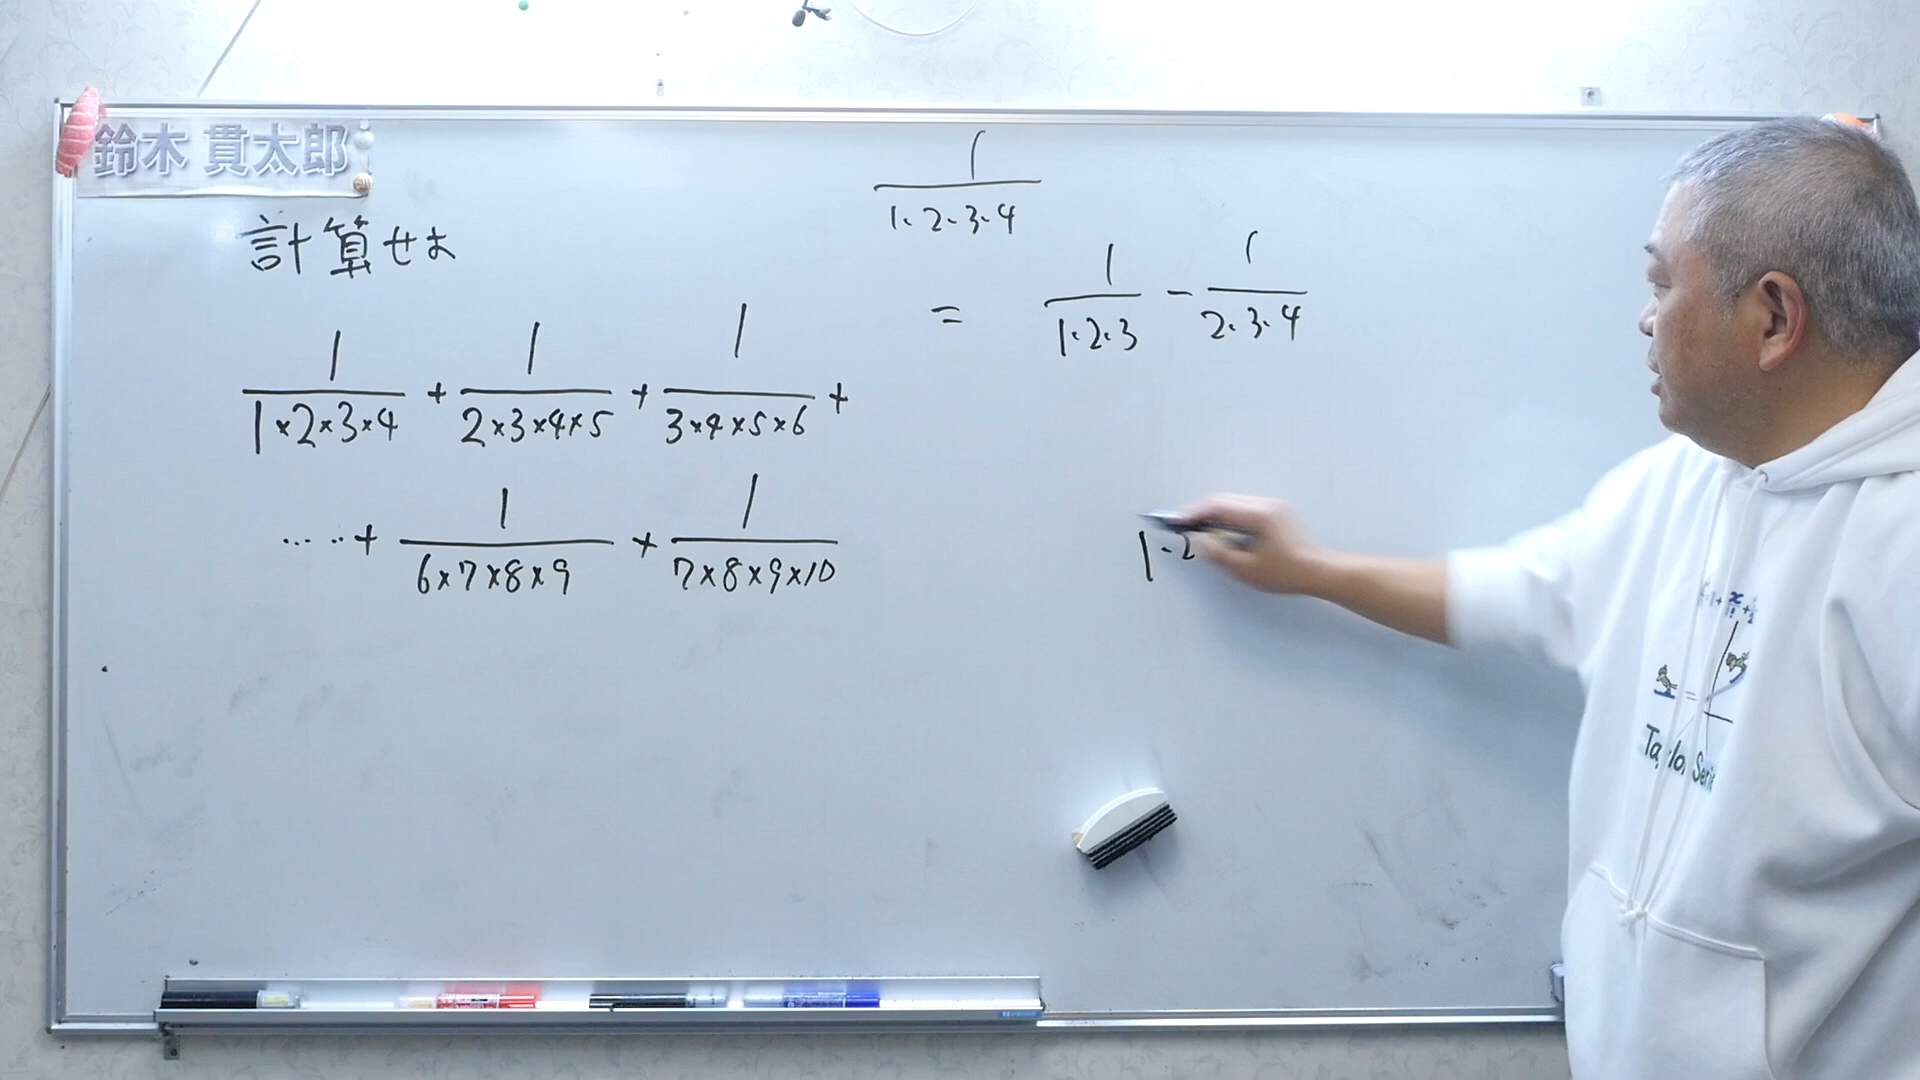 鈴木 貫太郎
計算せよ
1/(1×2×3×4) + 1/(2×3×4×5) + 1/(3×4×5×6) +
‥‥+ 1/(6×7×8×9) + 1/(7×8×9×10)
1/(1・2・3・4)
= 1/(1・2・3) - 1/(2・3・4)
1・2